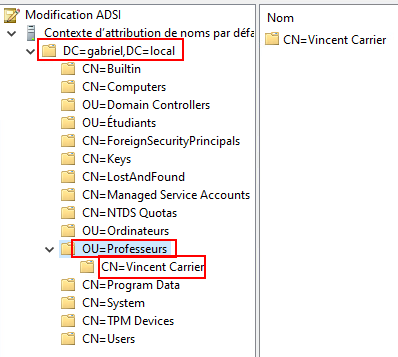 Modification ADSI
Contexte d'attribution de noms par défa
DC=gabriel,DC=local
CN=Builtin
CN=Computers
OU=Domain Controllers
OU=Étudiants
CN=ForeignSecurityPrincipals
CN=Keys
CN=LostAndFound
CN=Managed Service Accounts
CN=NTDS Quotas
OU=Ordinateurs
OU=Professeurs
CN=Vincent Carrier
CN=Program Data
CN=System
CN=TPM Devices
CN=Users
Nom
CN=Vincent Carrier